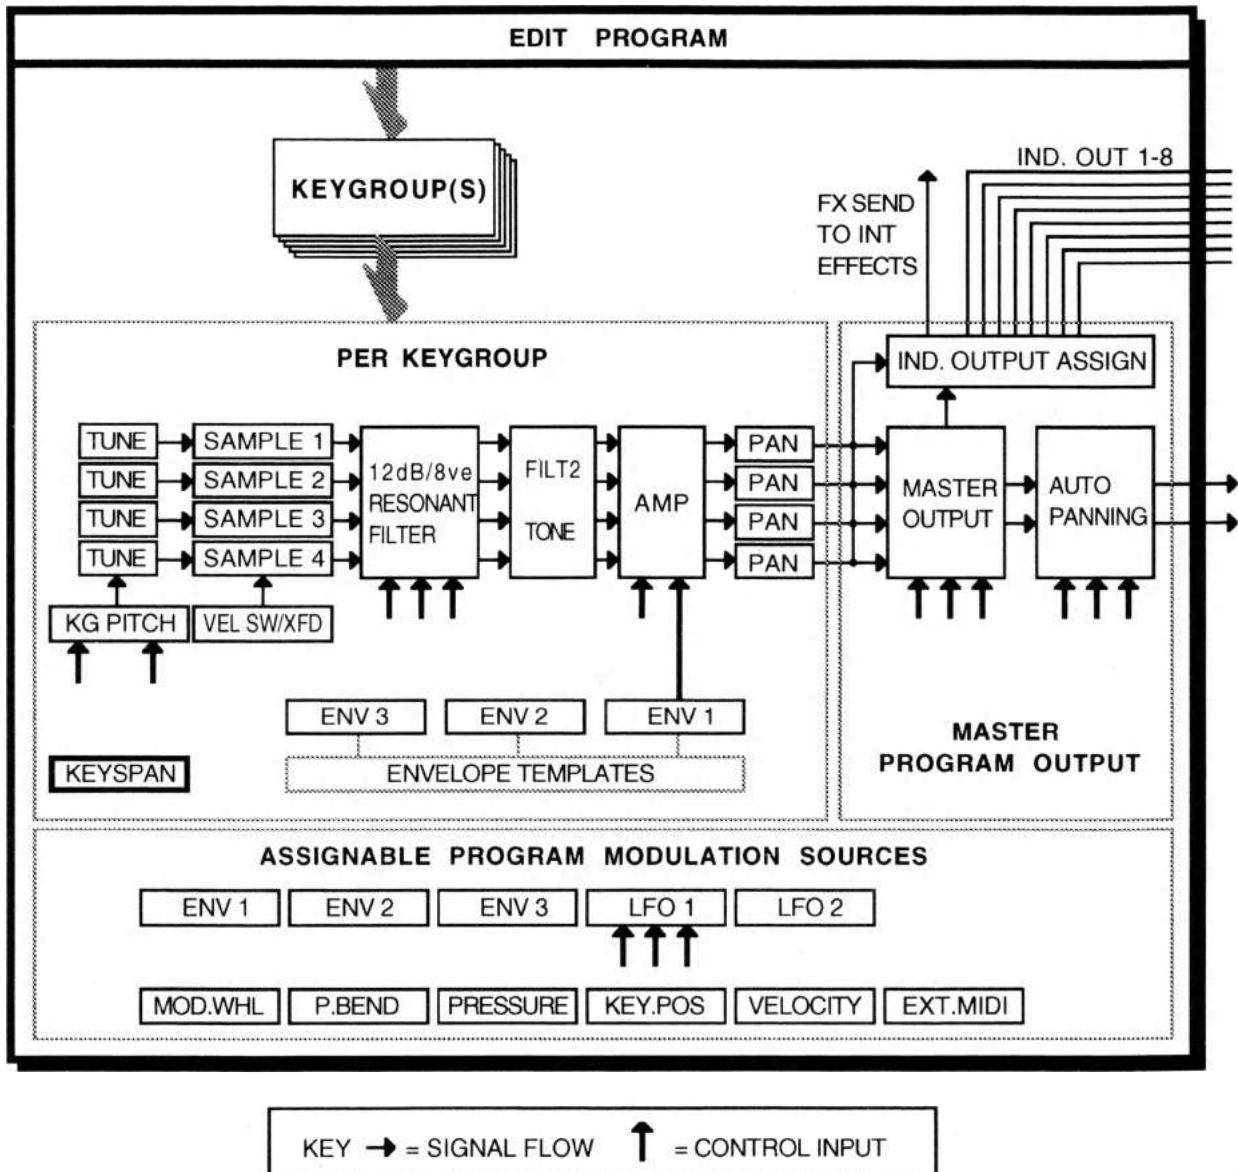 EDIT PROGRAM
KEYGROUP(S)
IND. OUT 1-8
FX SEND
TO INT
EFFECTS
PER KEYGROUP
IND. OUTPUT ASSIGN
TUNE
SAMPLE 1
TUNE
SAMPLE 2
TUNE
SAMPLE 3
TUNE
SAMPLE 4
12dB/8ve
RESONANT
FILTER
FILT2
TONE
AMP
PAN
PAN
PAN
PAN
MASTER
OUTPUT
AUTO
PANNING
KG PITCH
VEL SW/XFD
ENV 3
ENV 2
ENV 1
ENVELOPE TEMPLATES
KEYSPAN
MASTER
PROGRAM OUTPUT
ASSIGNABLE PROGRAM MODULATION SOURCES
ENV 1
ENV 2
ENV 3
LFO 1
LFO 2
MOD.WHL
P.BEND
PRESSURE
KEY.POS
VELOCITY
EXT.MIDI
KEY → = SIGNAL FLOW ↑ = CONTROL INPUT